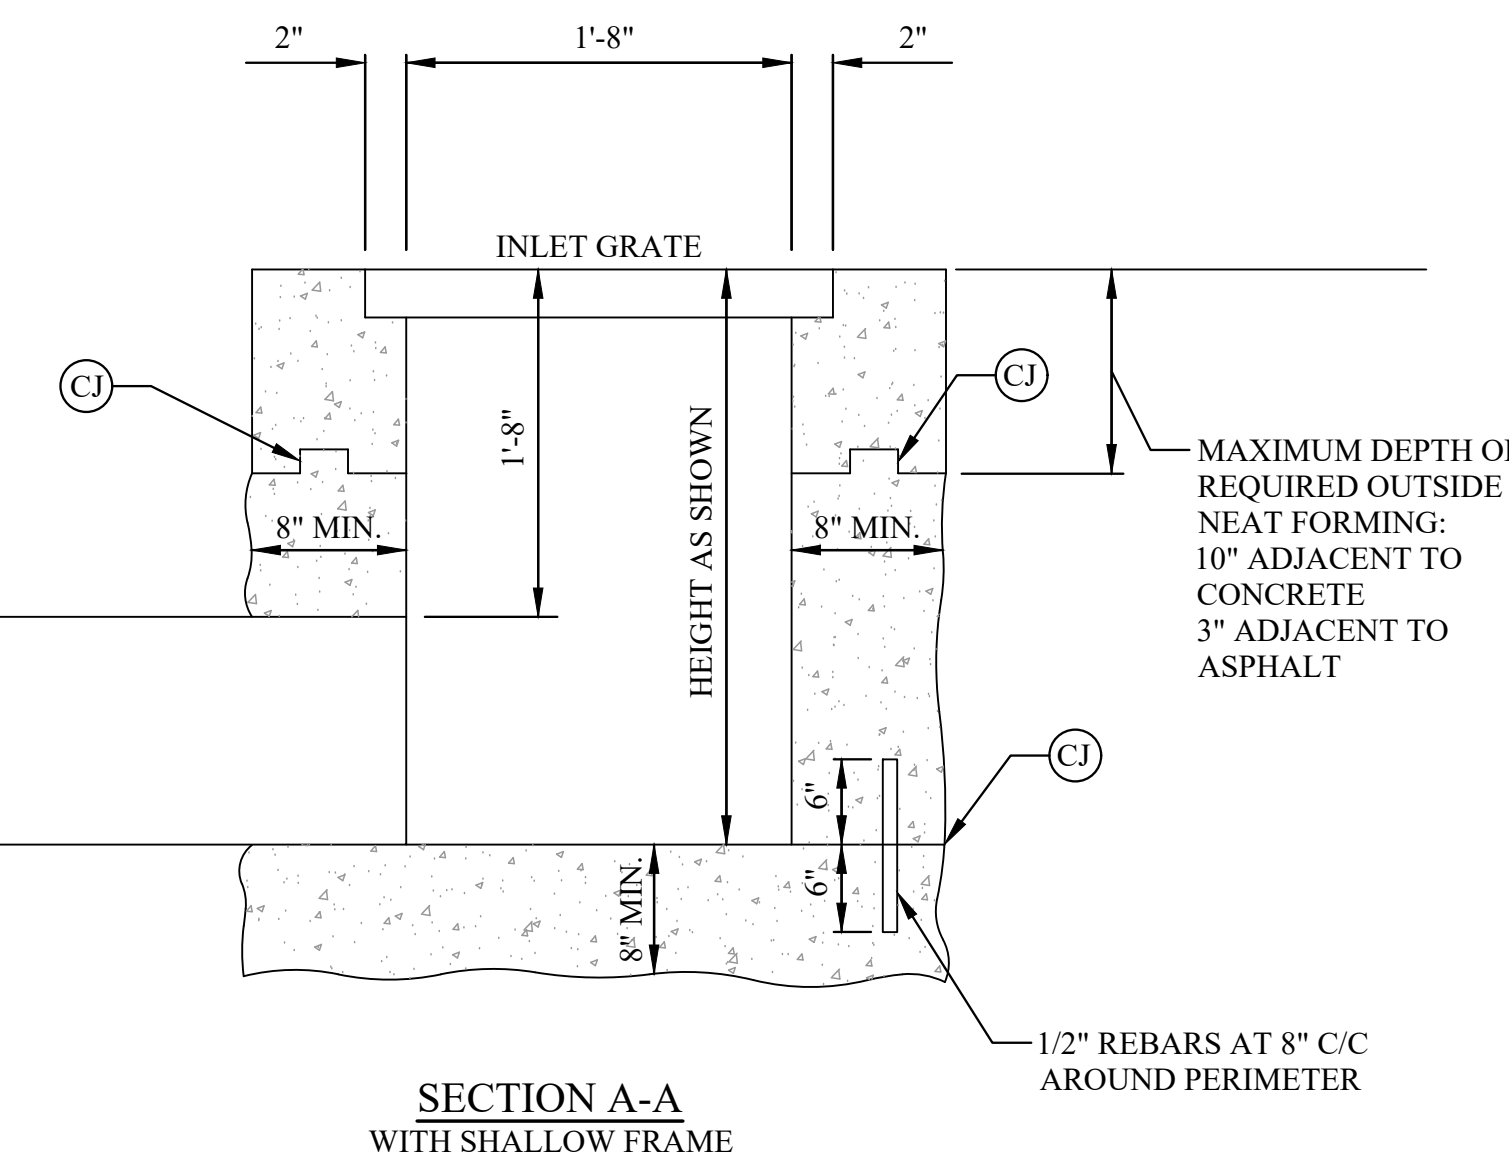 2"
1'-8"
2"
INLET GRATE
CJ
CJ
1'-8"
HEIGHT AS SHOWN
MAXIMUM DEPTH
REQUIRED OUTSIDE
NEAT FORMING:
10" ADJACENT TO
CONCRETE
3" ADJACENT TO
ASPHALT
8" MIN.
8" MIN.
CJ
6"
6"
8" MIN.
1/2" REBARS AT 8" C/C
AROUND PERIMETER
SECTION A-A
WITH SHALLOW FRAME